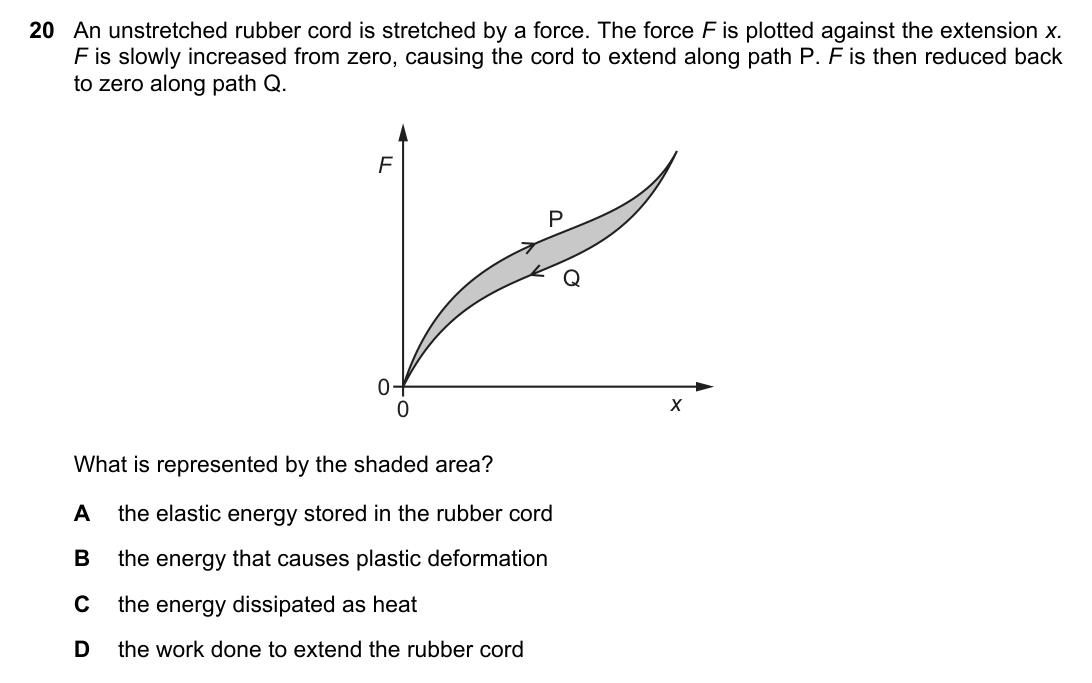 20 An unstretched rubber cord is stretched by a force. The force F is plotted against the extension x.
F is slowly increased from zero, causing the cord to extend along path P. F is then reduced back
to zero along path Q.
F
P
Q
0
0
x
What is represented by the shaded area?
A the elastic energy stored in the rubber cord
B the energy that causes plastic deformation
C the energy dissipated as heat
D the work done to extend the rubber cord